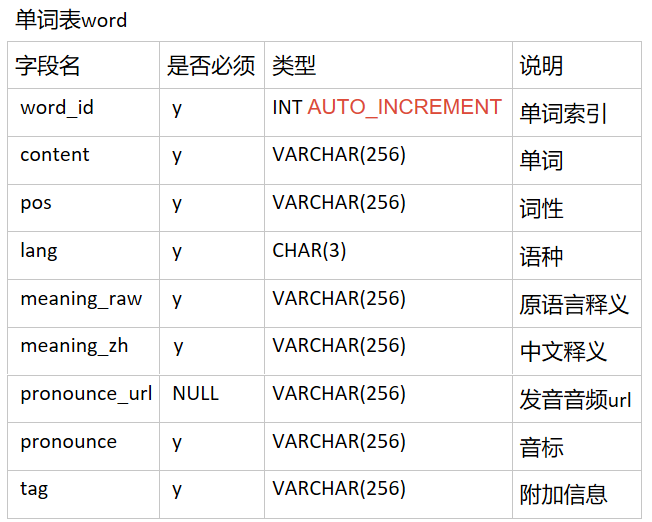 单词表word
字段名 是否必须 类型 说明
word_id y INT AUTO_INCREMENT 单词索引
content y VARCHAR(256) 单词
pos y VARCHAR(256) 词性
lang y CHAR(3) 语种
meaning_raw y VARCHAR(256) 原语言释义
meaning_zh y VARCHAR(256) 中文释义
pronounce_url NULL VARCHAR(256) 发音音频url
pronounce y VARCHAR(256) 音标
tag y VARCHAR(256) 附加信息